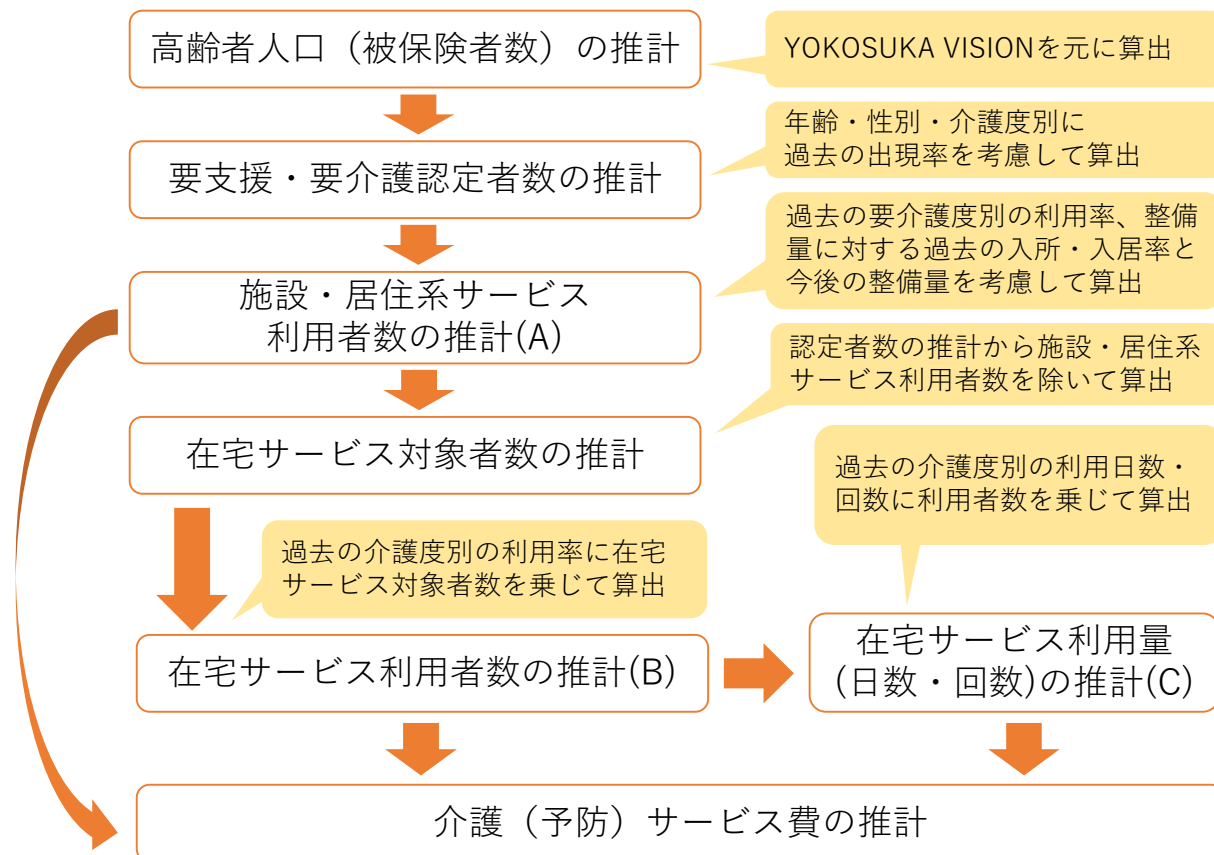 高齢者人口（被保険者数）の推計
YOKOSUKA VISIONを元に算出
要支援・要介護認定者数の推計
年齢・性別・介護度別に
過去の出現率を考慮して算出
施設・居住系サービス
利用者数の推計(A)
過去の要介護度別の利用率、整備
量に対する過去の入所・入居率と
今後の整備量を考慮して算出
在宅サービス対象者数の推計
認定者数の推計から施設・居住系
サービス利用者数を除いて算出
過去の介護度別の利用率に在宅
サービス対象者数を乗じて算出
在宅サービス利用者数の推計(B)
過去の介護度別の利用日数・
回数に利用者数を乗じて算出
在宅サービス利用量
(日数・回数)の推計(C)
介護（予防）サービス費の推計